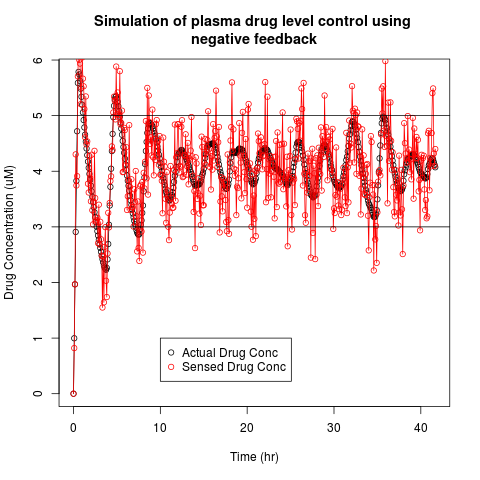 Simulation of plasma drug level control using
negative feedback
Drug Concentration (uM)
6
5
4
3
2
1
0
Actual Drug Conc
Sensed Drug Conc
0 10 20 30 40
Time (hr)